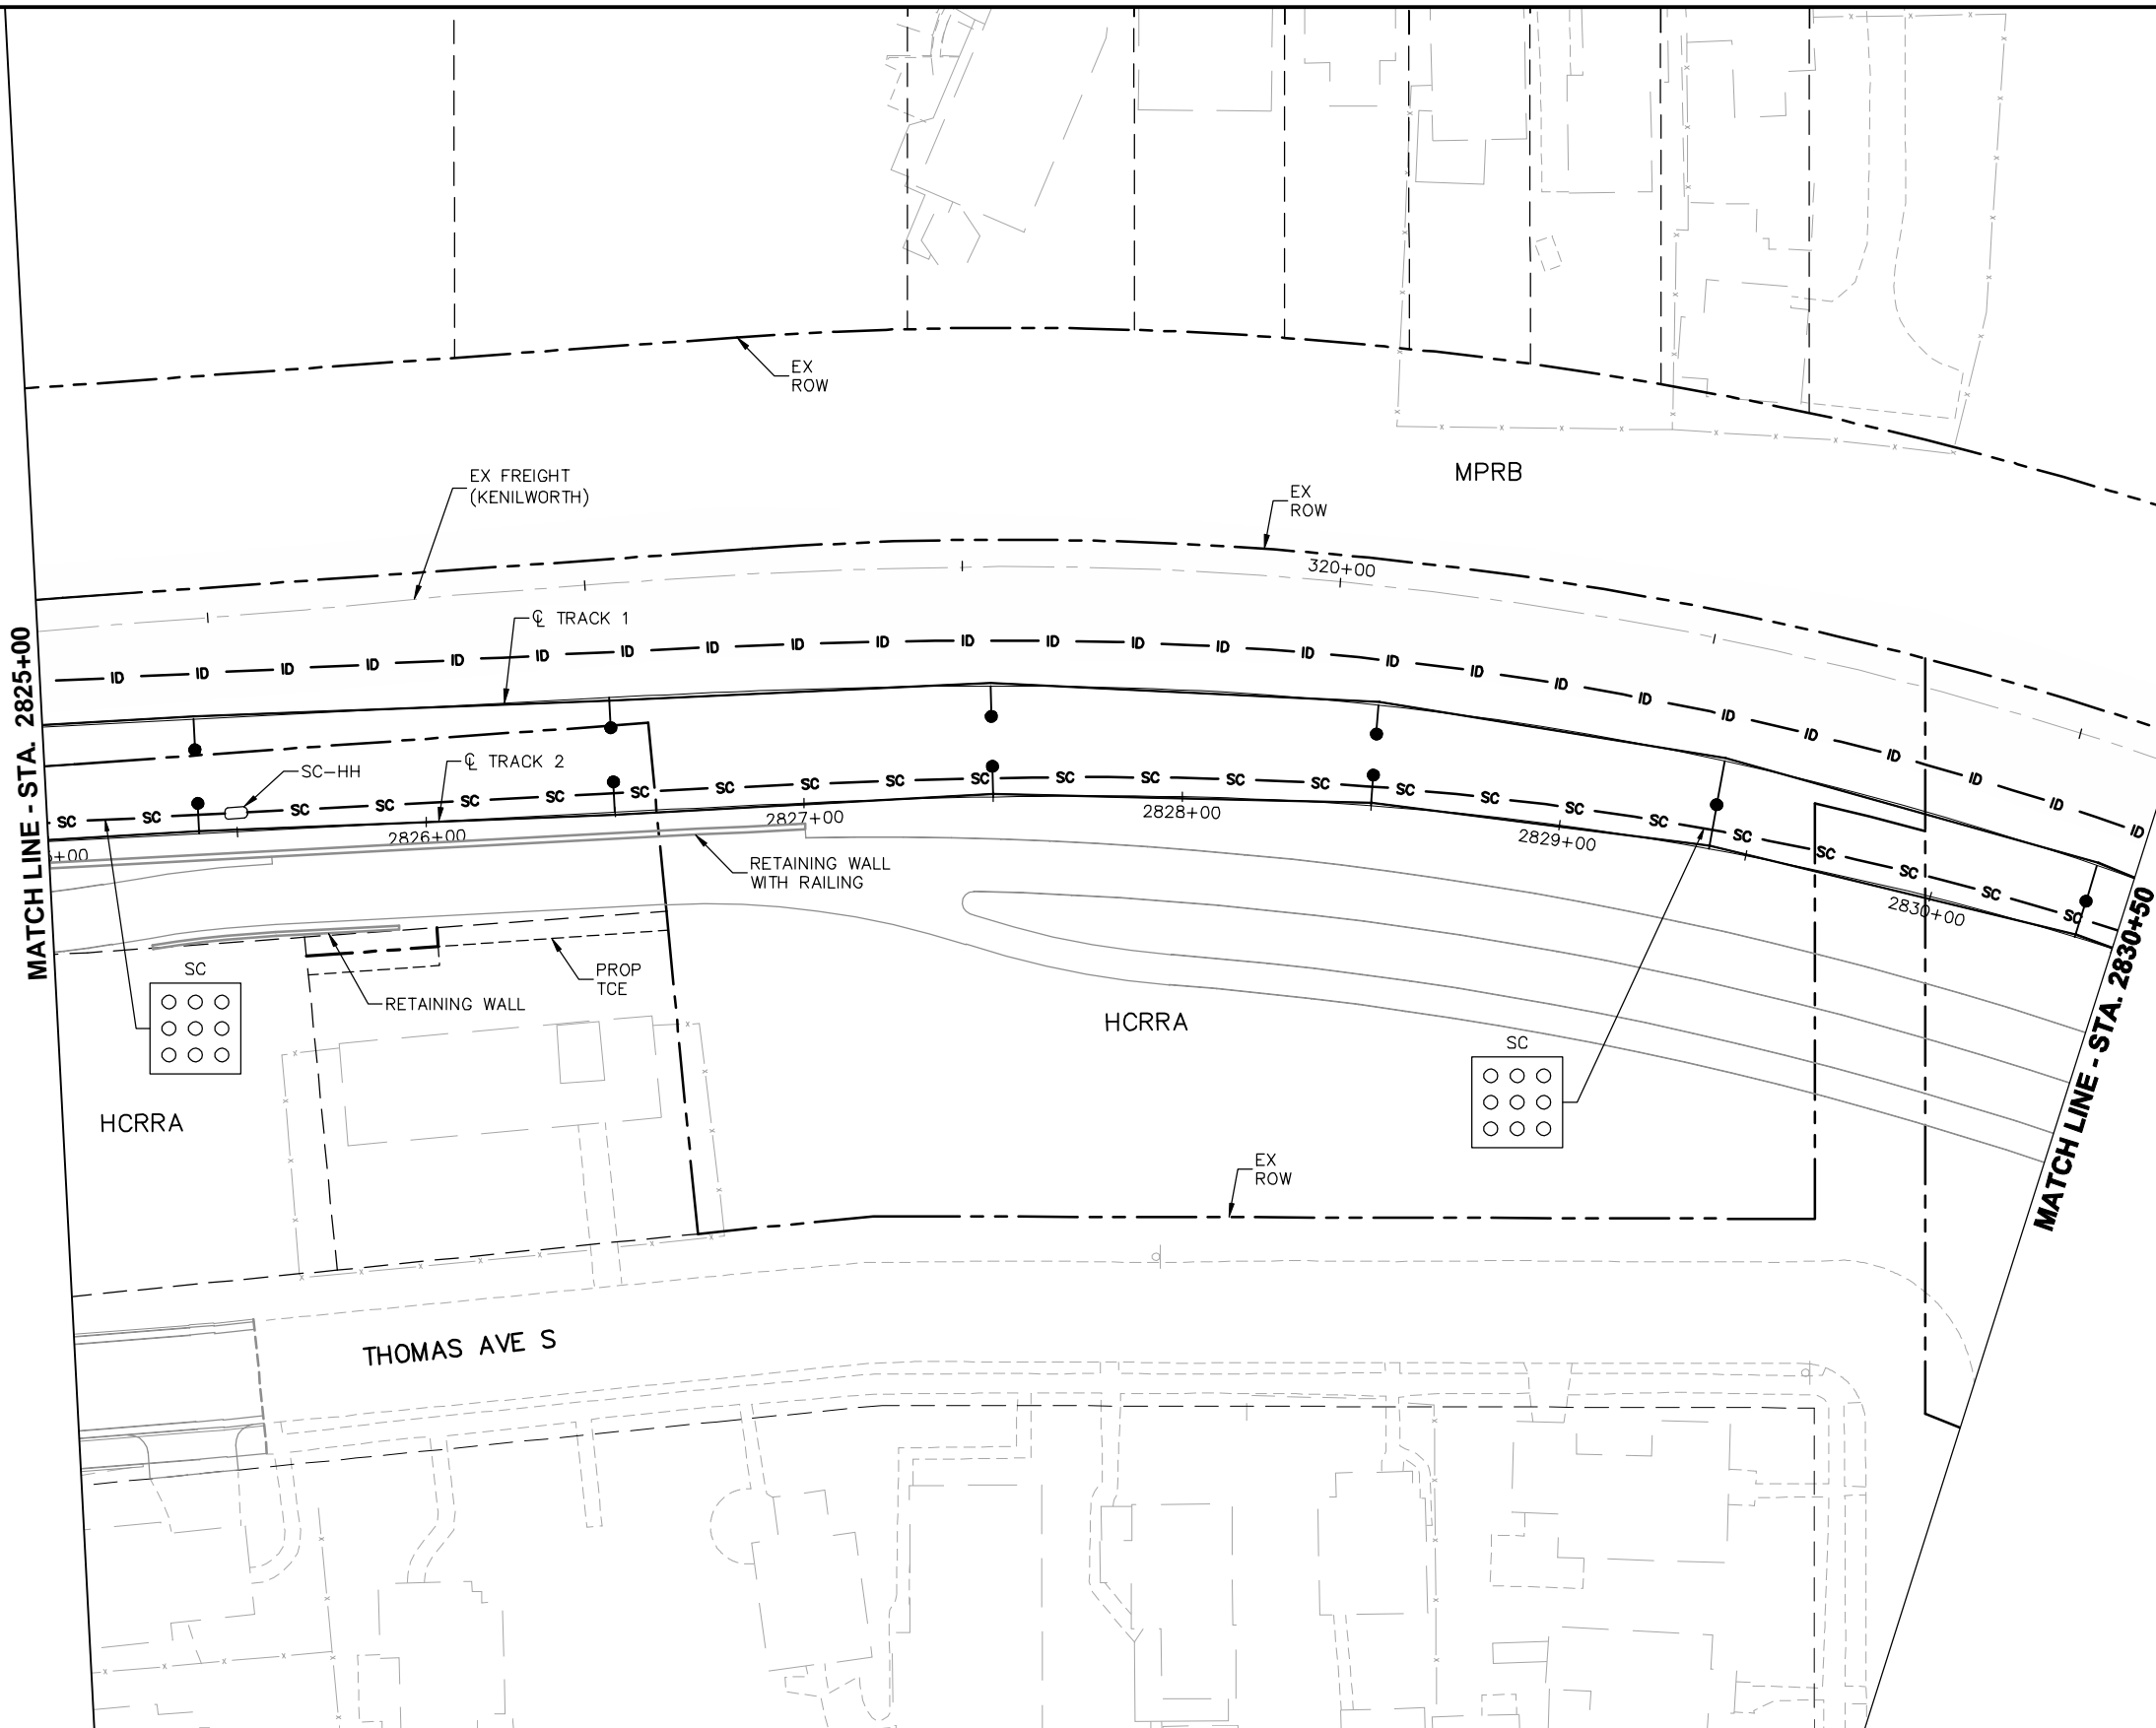 EX
ROW
MPRB
EX FREIGHT
(KENILWORTH)
EX
ROW
320+00
℄ TRACK 1
ID ID ID ID ID ID ID ID ID ID ID ID ID ID ID ID ID ID ID ID ID ID ID ID ID
℄ TRACK 2
SC-HH
SC SC SC SC SC SC SC SC SC SC SC SC SC SC SC SC SC SC SC SC SC SC SC SC
+00
2826+00
2827+00
2828+00
2829+00
2830+00
RETAINING WALL
WITH RAILING
MATCH LINE - STA. 2825+00
MATCH LINE - STA. 2830+50
SC
PROP
TCE
RETAINING WALL
HCRRA
SC
HCRRA
EX
ROW
THOMAS AVE S